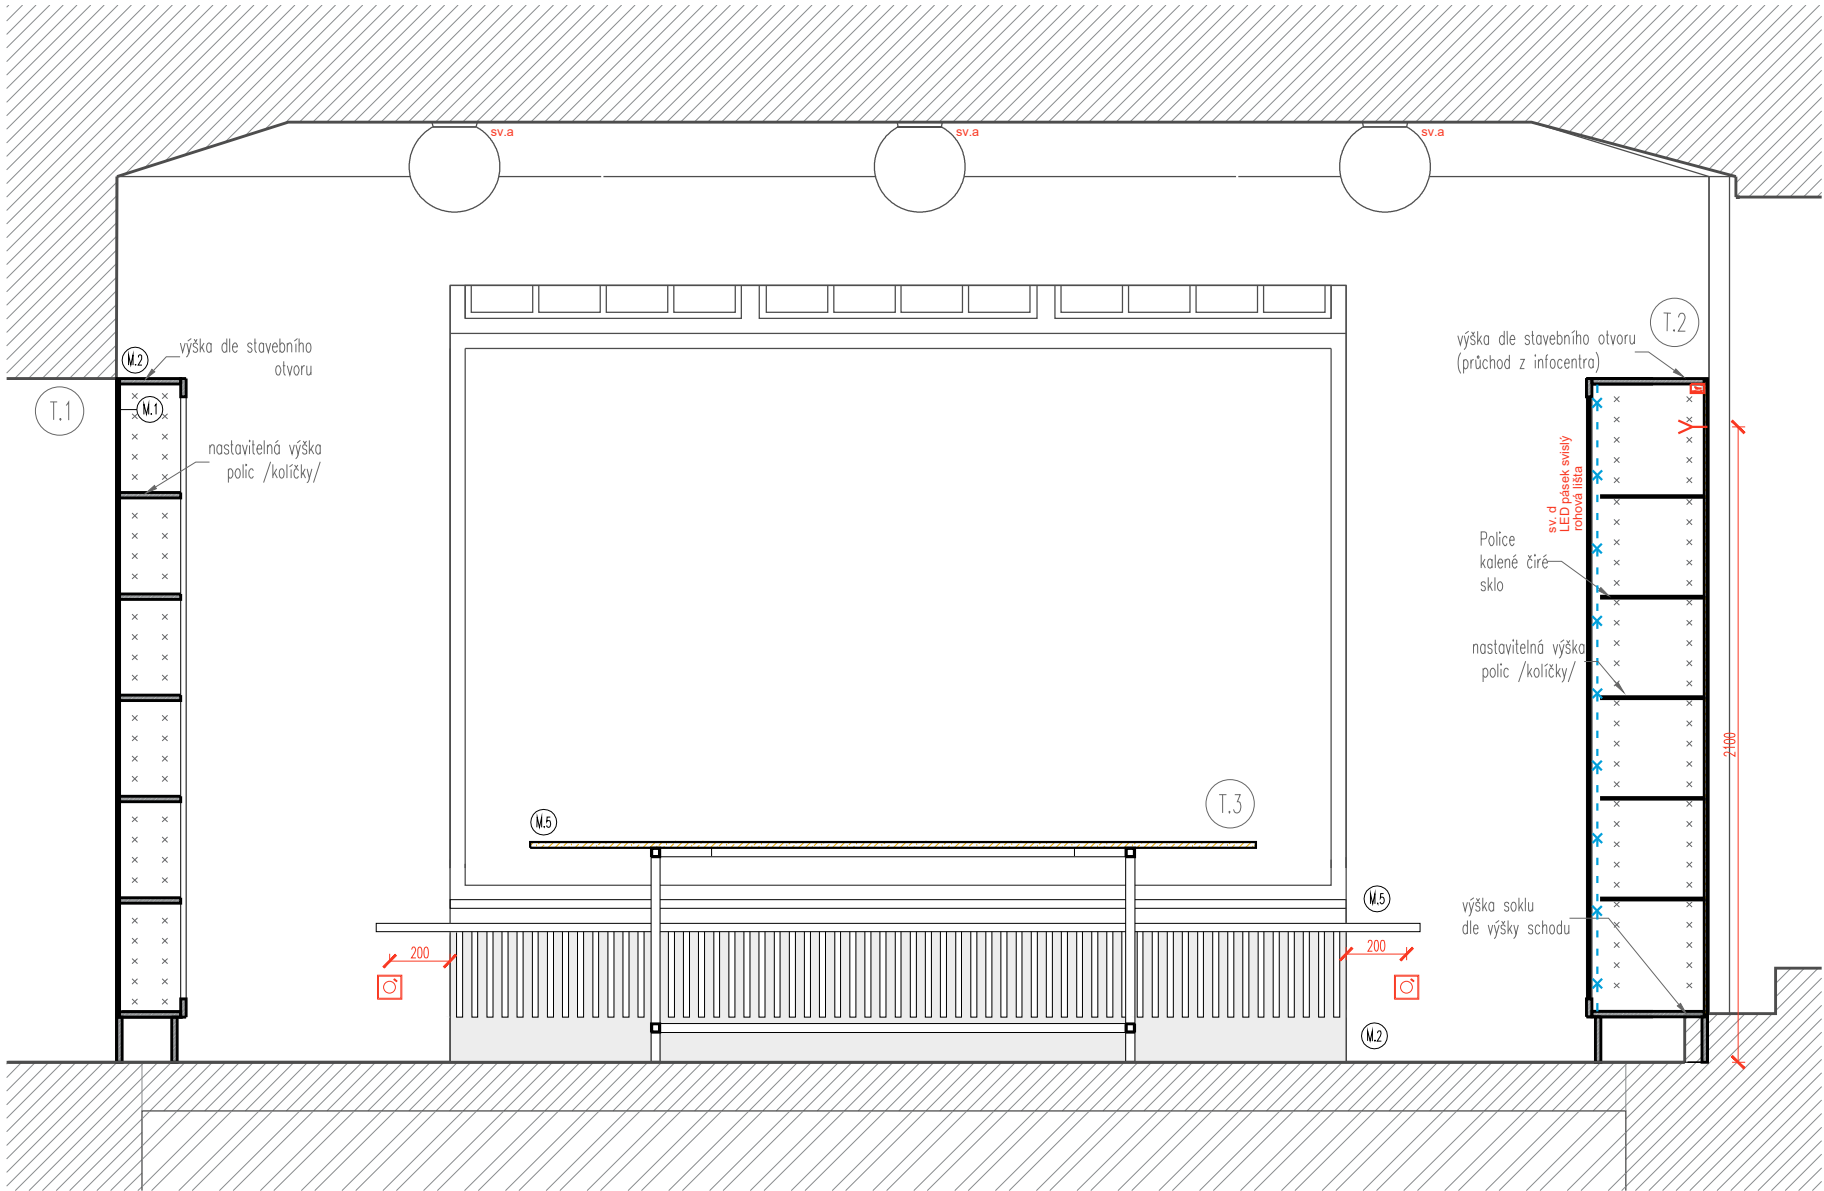 sv.a
sv.a
sv.a
T.2
výška dle stavebního otvoru
(průchod z infocentra)
M.2
výška dle stavebního
otvoru
T.1
M.1
nastavitelná výška
polic /kolíčky/
sv. d
LED pásek svislý
rohová lišta
Police
kalené čiré
sklo
nastavitelná výška
polic /kolíčky/
2100
T.3
M.5
M.5
výška soklu
dle výšky schodu
200
200
M.2